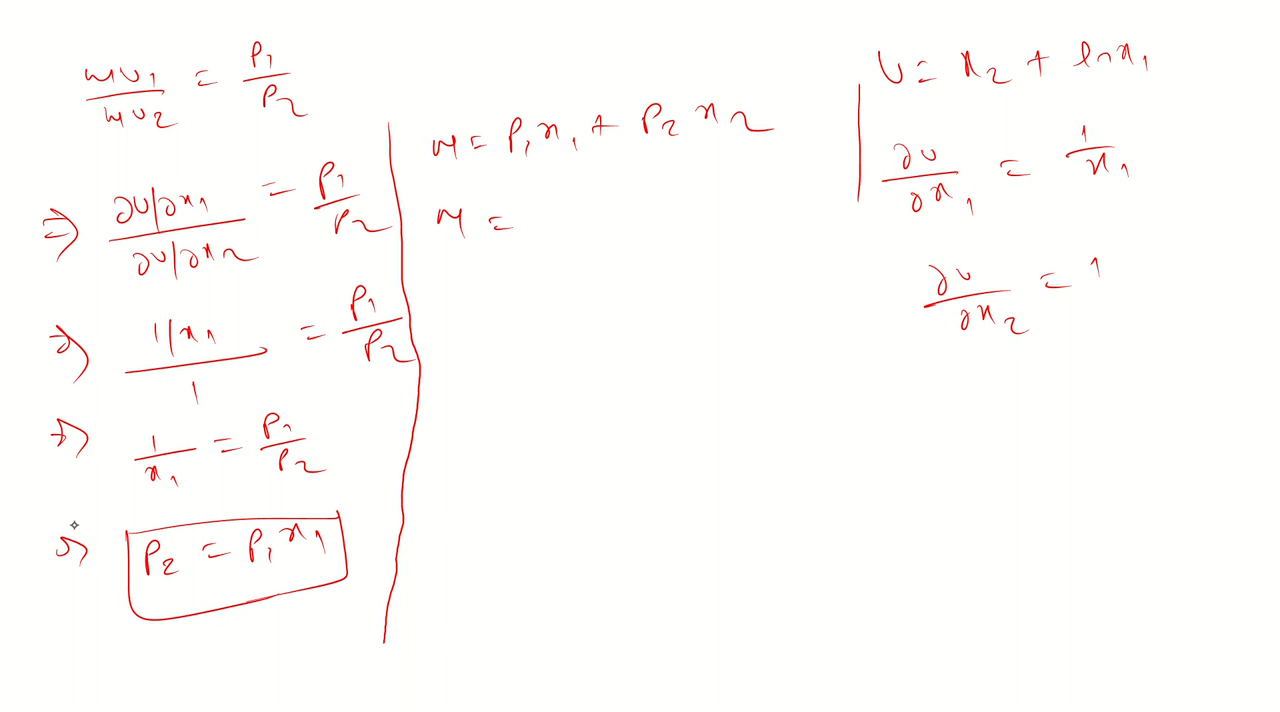 MU₁/MU₂ = P₁/P₂
⇒ (∂U/∂x₁)/(∂U/∂x₂) = P₁/P₂
⇒ (1/x₁)/1 = P₁/P₂
⇒ 1/x₁ = P₁/P₂
⇒ P₂ = P₁x₁
M = P₁x₁ + P₂x₂
M =
U = x₂ + ln x₁
∂U/∂x₁ = 1/x₁
∂U/∂x₂ = 1